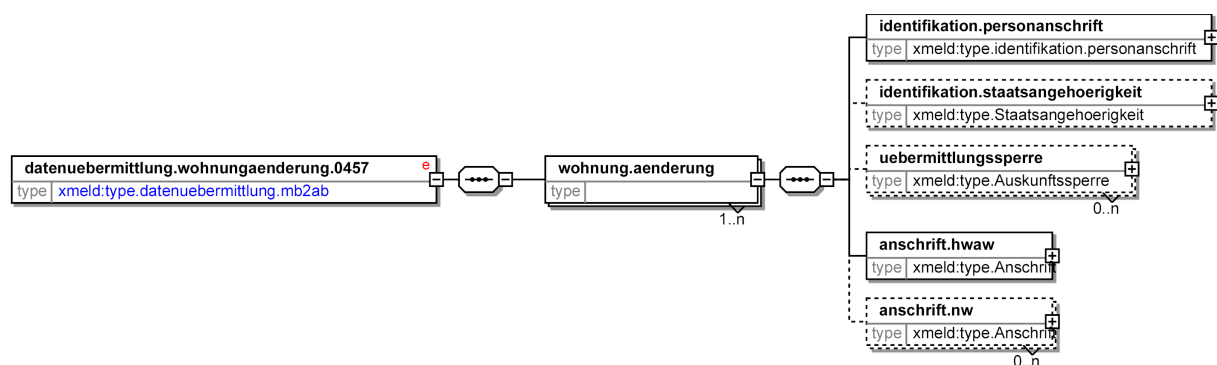 identifikation.personanschrift
type xmeld:type.identifikation.personanschrift
identifikation.staatsangehoerigkeit
type xmeld:type.Staatsangehoerigkeit
datenuebermittlung.wohnungaenderung.0457 e
type xmeld:type.datenuebermittlung.mb2ab
wohnung.aenderung
type
1..n
uebermittlungssperre
type xmeld:type.Auskunftssperre
0..n
anschrift.hwaw
type xmeld:type.Anschrift
anschrift.nw
type xmeld:type.Anschrift
0..n